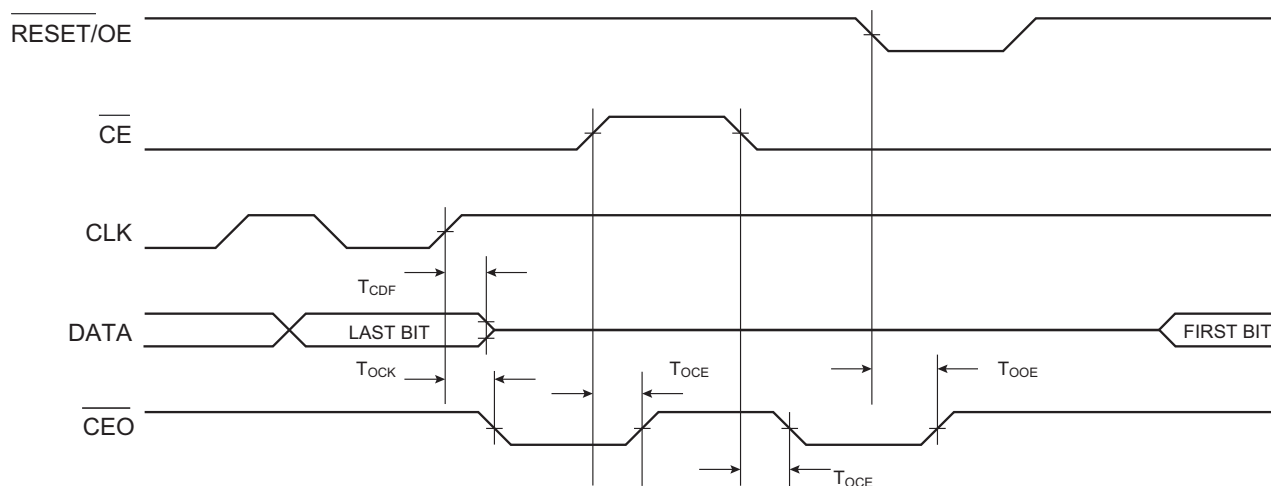 RESET/OE
CE
CLK
TCDF
DATA
LAST BIT
FIRST BIT
TOCK
TOCE
TOOE
CEO
TOCE